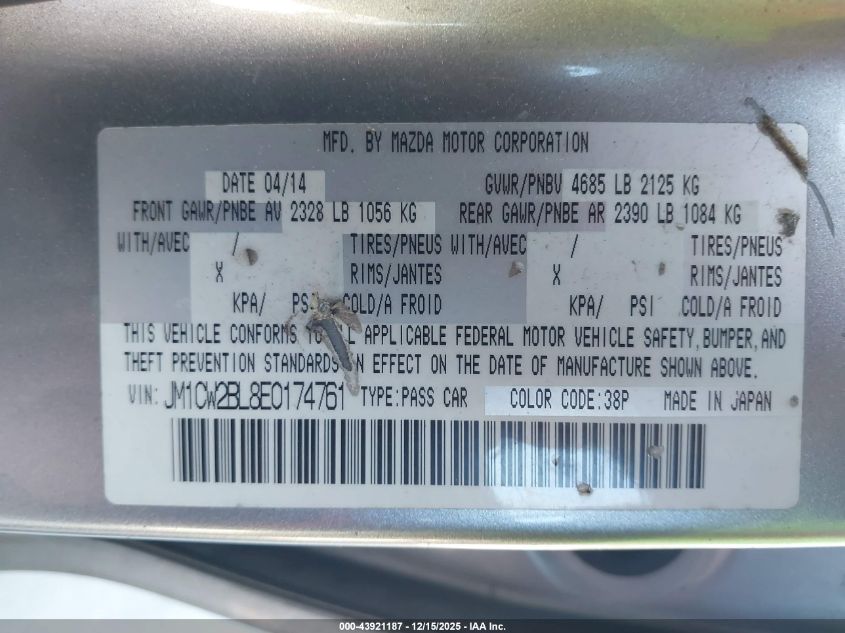 MFD. BY MAZDA MOTOR CORPORATION
DATE 04/14 GVWR/PNBV 4685 LB 2125 KG
FRONT GAWR/PNBE AV 2328 LB 1056 KG REAR GAWR/PNBE AR 2390 LB 1084 KG
WITH/AVEC / TIRES/PNEUS WITH/AVEC / TIRES/PNEUS
X RIMS/JANTES X RIMS/JANTES
KPA/ PSI COLD/A FROID KPA/ PSI COLD/A FROID
THIS VEHICLE CONFORMS TO ALL APPLICABLE FEDERAL MOTOR VEHICLE SAFETY, BUMPER, AND
THEFT PREVENTION STANDARDS IN EFFECT ON THE DATE OF MANUFACTURE SHOWN ABOVE.
VIN: JM1CW2BL8E0174761 TYPE:PASS CAR COLOR CODE:38P MADE IN JAPAN
000-43921187 - 12/15/2025 - IAA Inc.